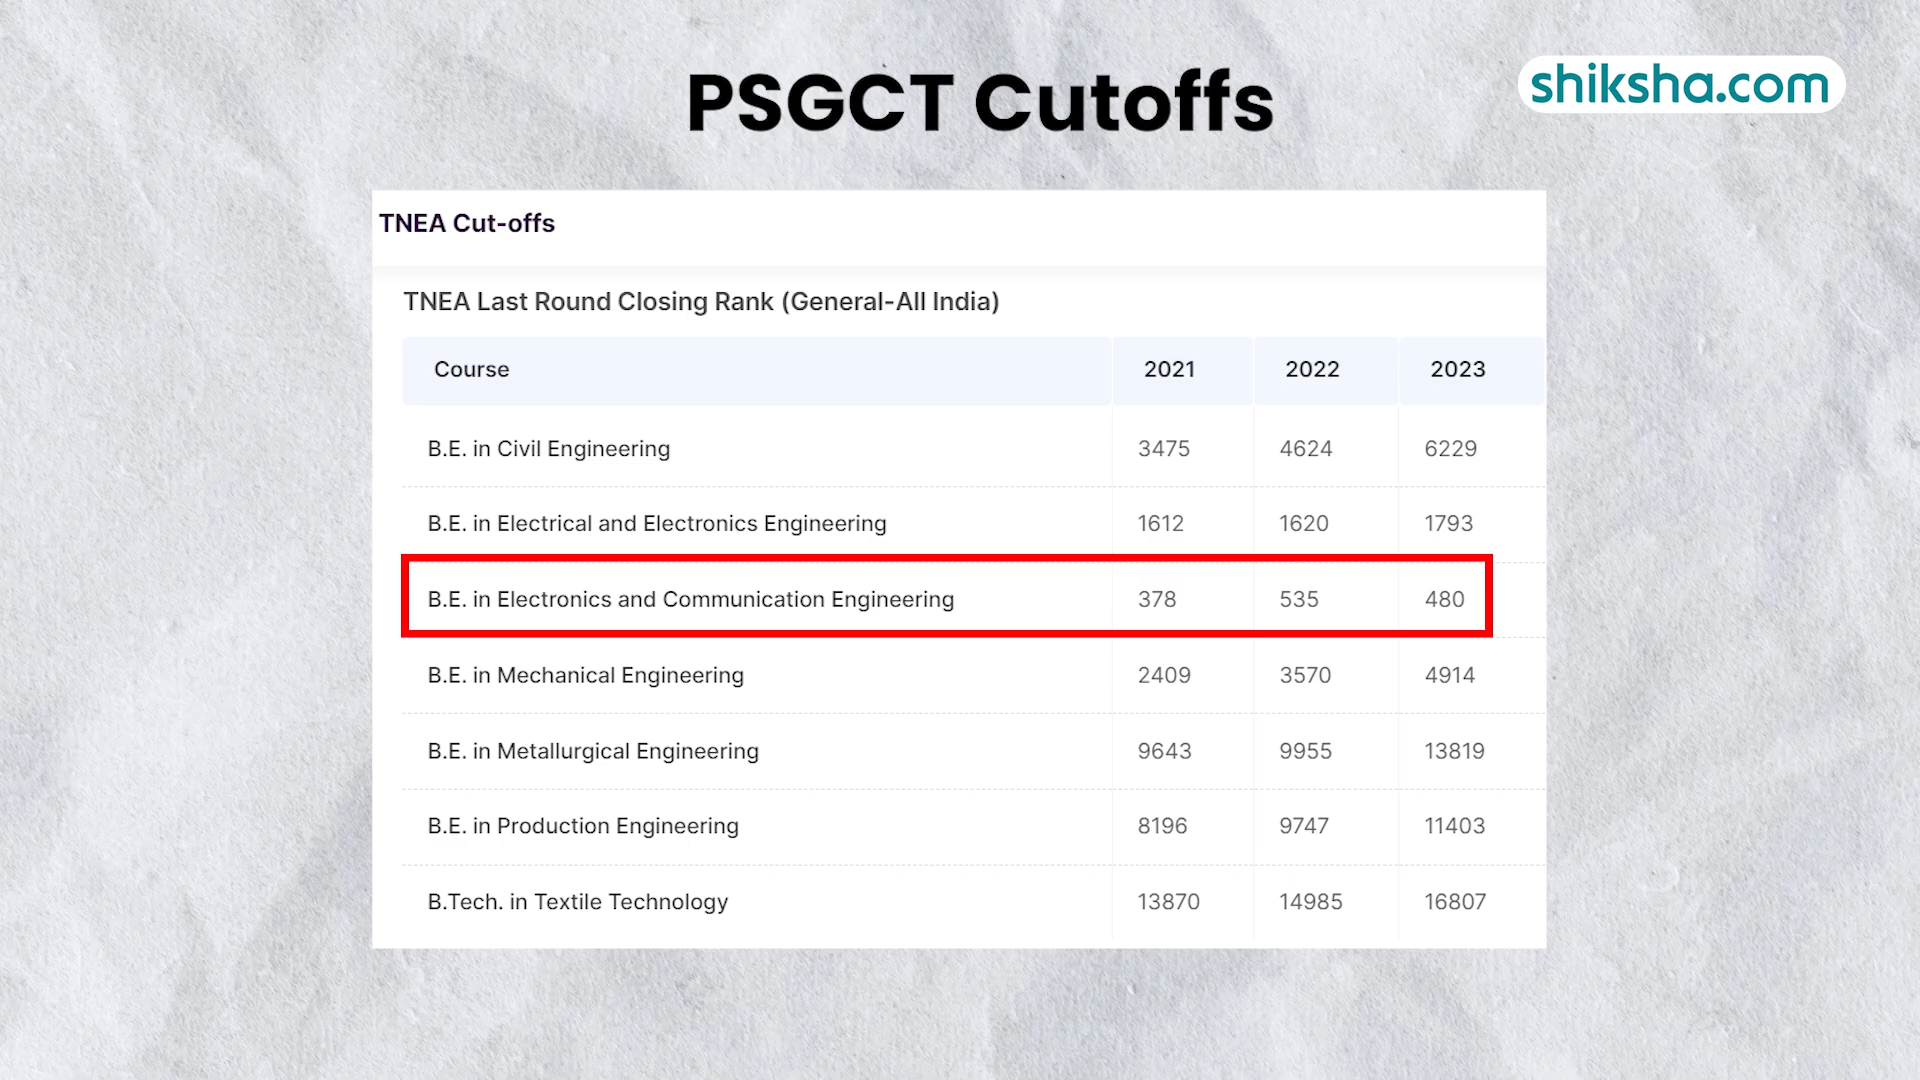 PSGCT Cutoffs
shiksha.com
TNEA Cut-offs
TNEA Last Round Closing Rank (General-All India)
Course 2021 2022 2023
B.E. in Civil Engineering 3475 4624 6229
B.E. in Electrical and Electronics Engineering 1612 1620 1793
B.E. in Electronics and Communication Engineering 378 535 480
B.E. in Mechanical Engineering 2409 3570 4914
B.E. in Metallurgical Engineering 9643 9955 13819
B.E. in Production Engineering 8196 9747 11403
B.Tech. in Textile Technology 13870 14985 16807